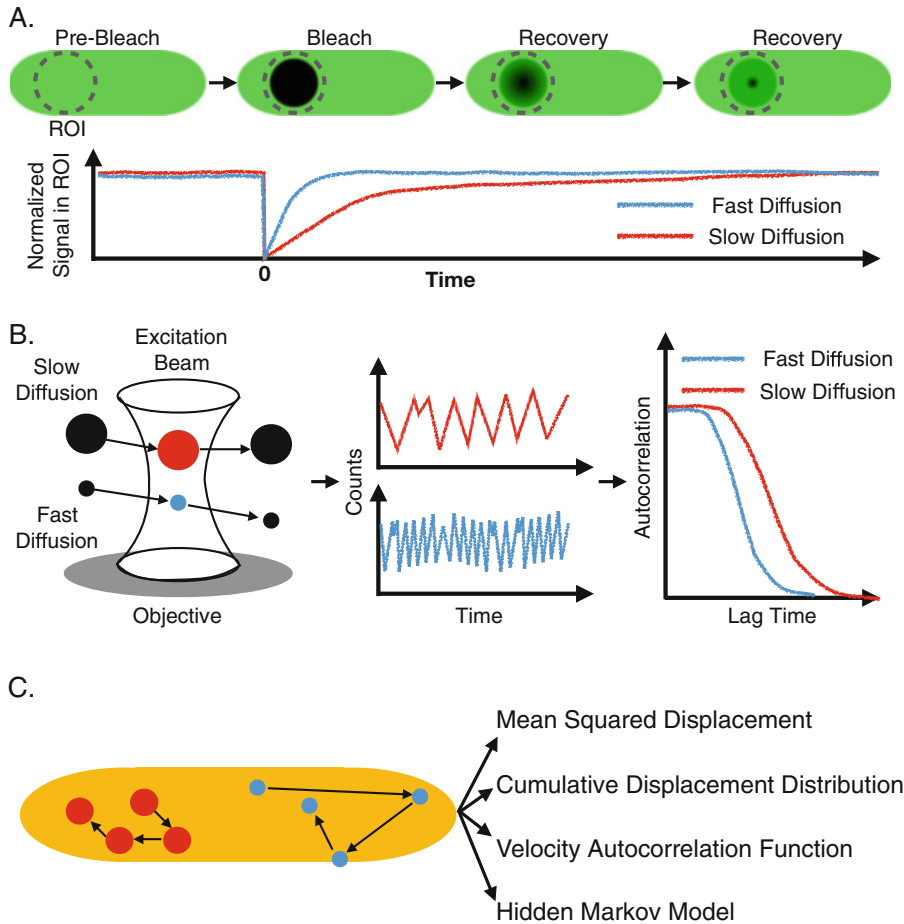 A.
Pre-Bleach
Bleach
Recovery
Recovery
ROI
Normalized
Signal in ROI
Fast Diffusion
Slow Diffusion
0
Time
B.
Slow
Diffusion
Excitation
Beam
Fast
Diffusion
Objective
Counts
Time
Autocorrelation
Fast Diffusion
Slow Diffusion
Lag Time
C.
Mean Squared Displacement
Cumulative Displacement Distribution
Velocity Autocorrelation Function
Hidden Markov Model